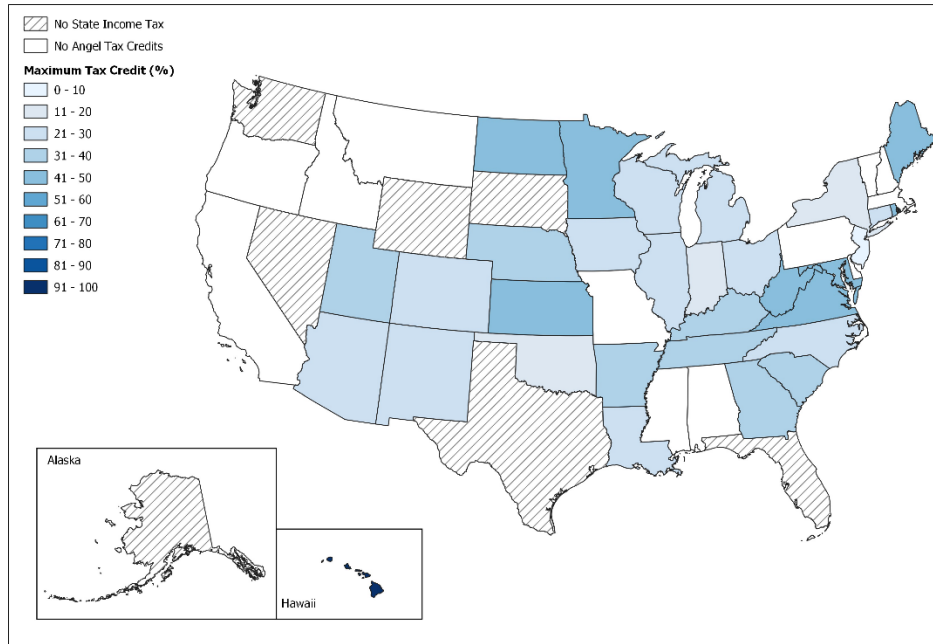 No State Income Tax
No Angel Tax Credits
Maximum Tax Credit (%)
0 - 10
11 - 20
21 - 30
31 - 40
41 - 50
51 - 60
61 - 70
71 - 80
81 - 90
91 - 100
Alaska
Hawaii